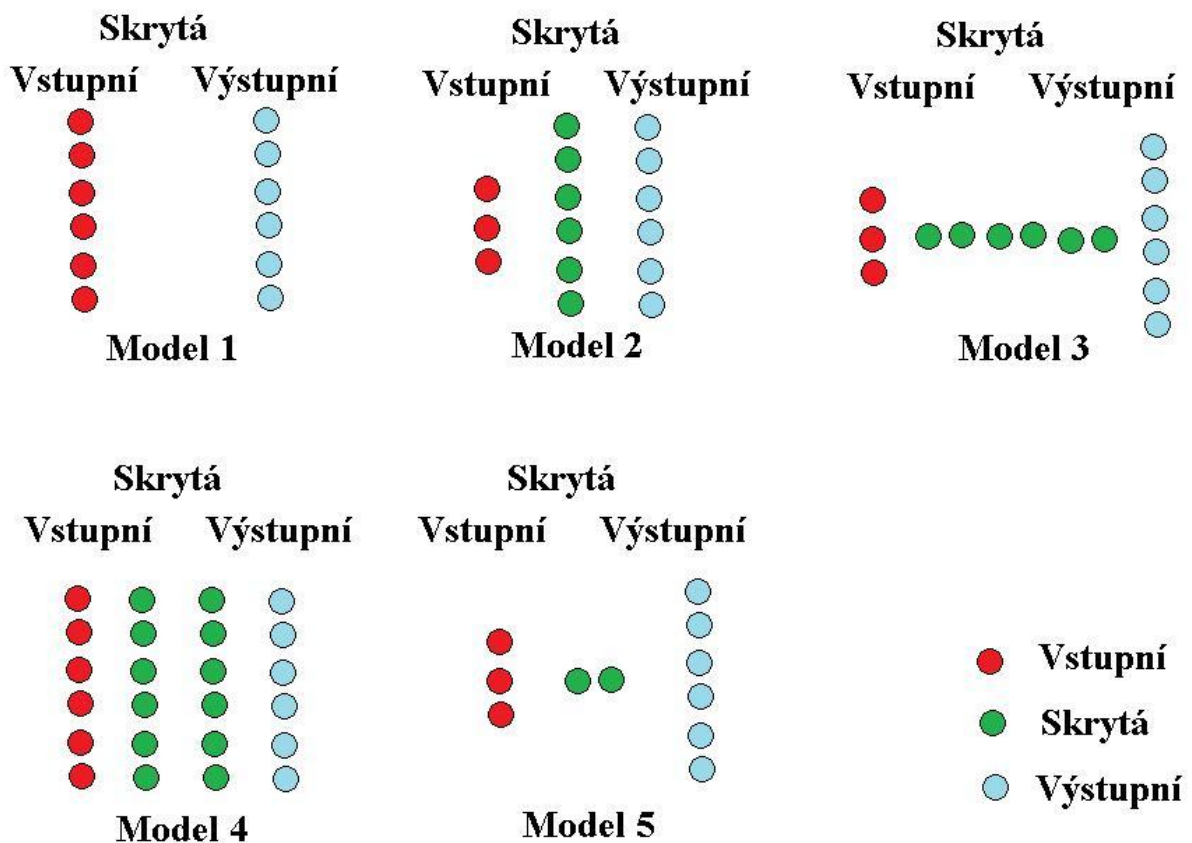 Skrytá
Vstupní Výstupní
Model 1
Skrytá
Vstupní Výstupní
Model 2
Skrytá
Vstupní Výstupní
Model 3
Skrytá
Vstupní Výstupní
Model 4
Skrytá
Vstupní Výstupní
Model 5
Vstupní
Skrytá
Výstupní